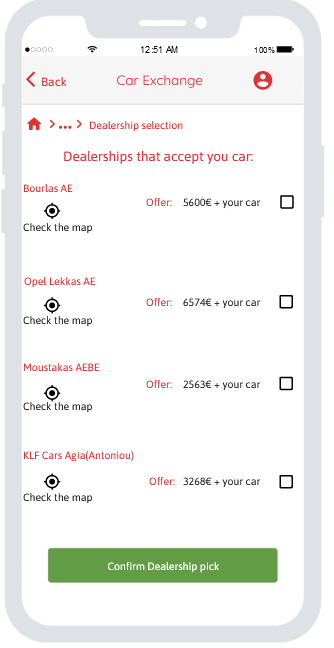 12:51 AM 100%
Back Car Exchange
... Dealership selection
Dealerships that accept you car:
Bourlas AE
Offer: 5600€ + your car
Check the map
Opel Lekkas AE
Offer: 6574€ + your car
Check the map
Moustakas AEBE
Offer: 2563€ + your car
Check the map
KLF Cars Agia(Antoniou)
Offer: 3268€ + your car
Check the map
Confirm Dealership pick